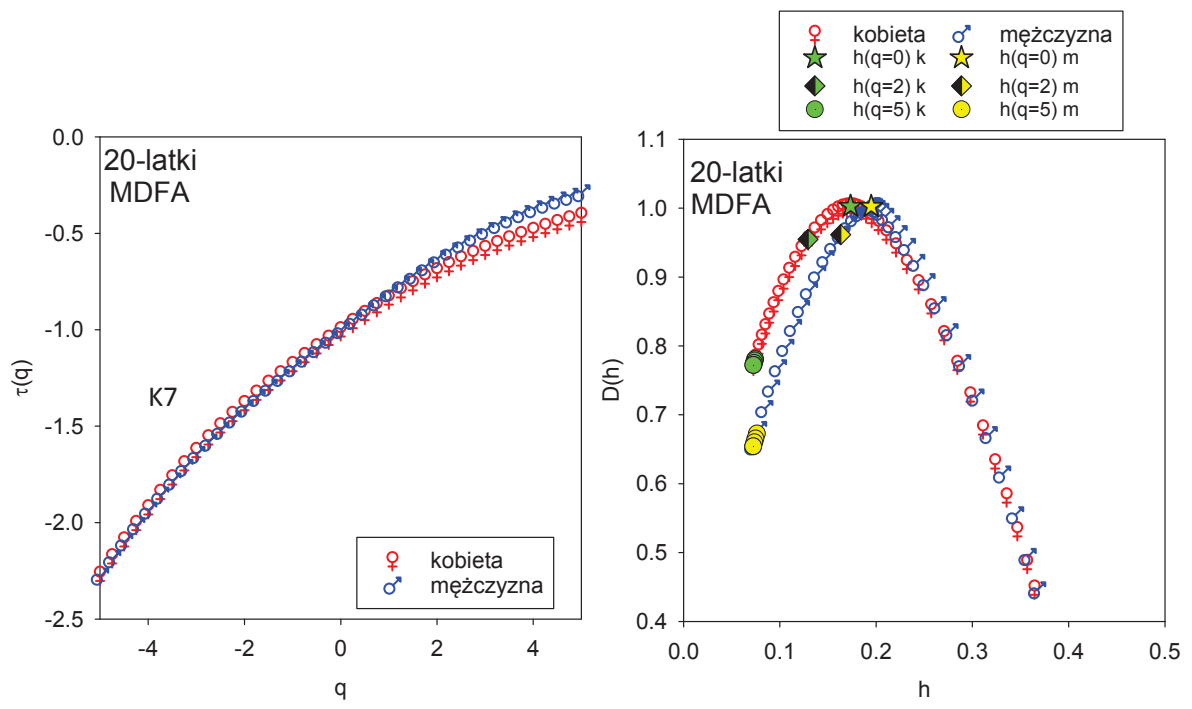 0.0
-0.5
-1.0
-1.5
-2.0
-2.5
τ(q)
20-latki
MDFA
K7
kobieta
mężczyzna
-4 -2 0 2 4
q
kobieta mężczyzna
h(q=0) k h(q=0) m
h(q=2) k h(q=2) m
h(q=5) k h(q=5) m
1.1
1.0
0.9
0.8
0.7
0.6
0.5
0.4
D(h)
20-latki
MDFA
0.0 0.1 0.2 0.3 0.4 0.5
h